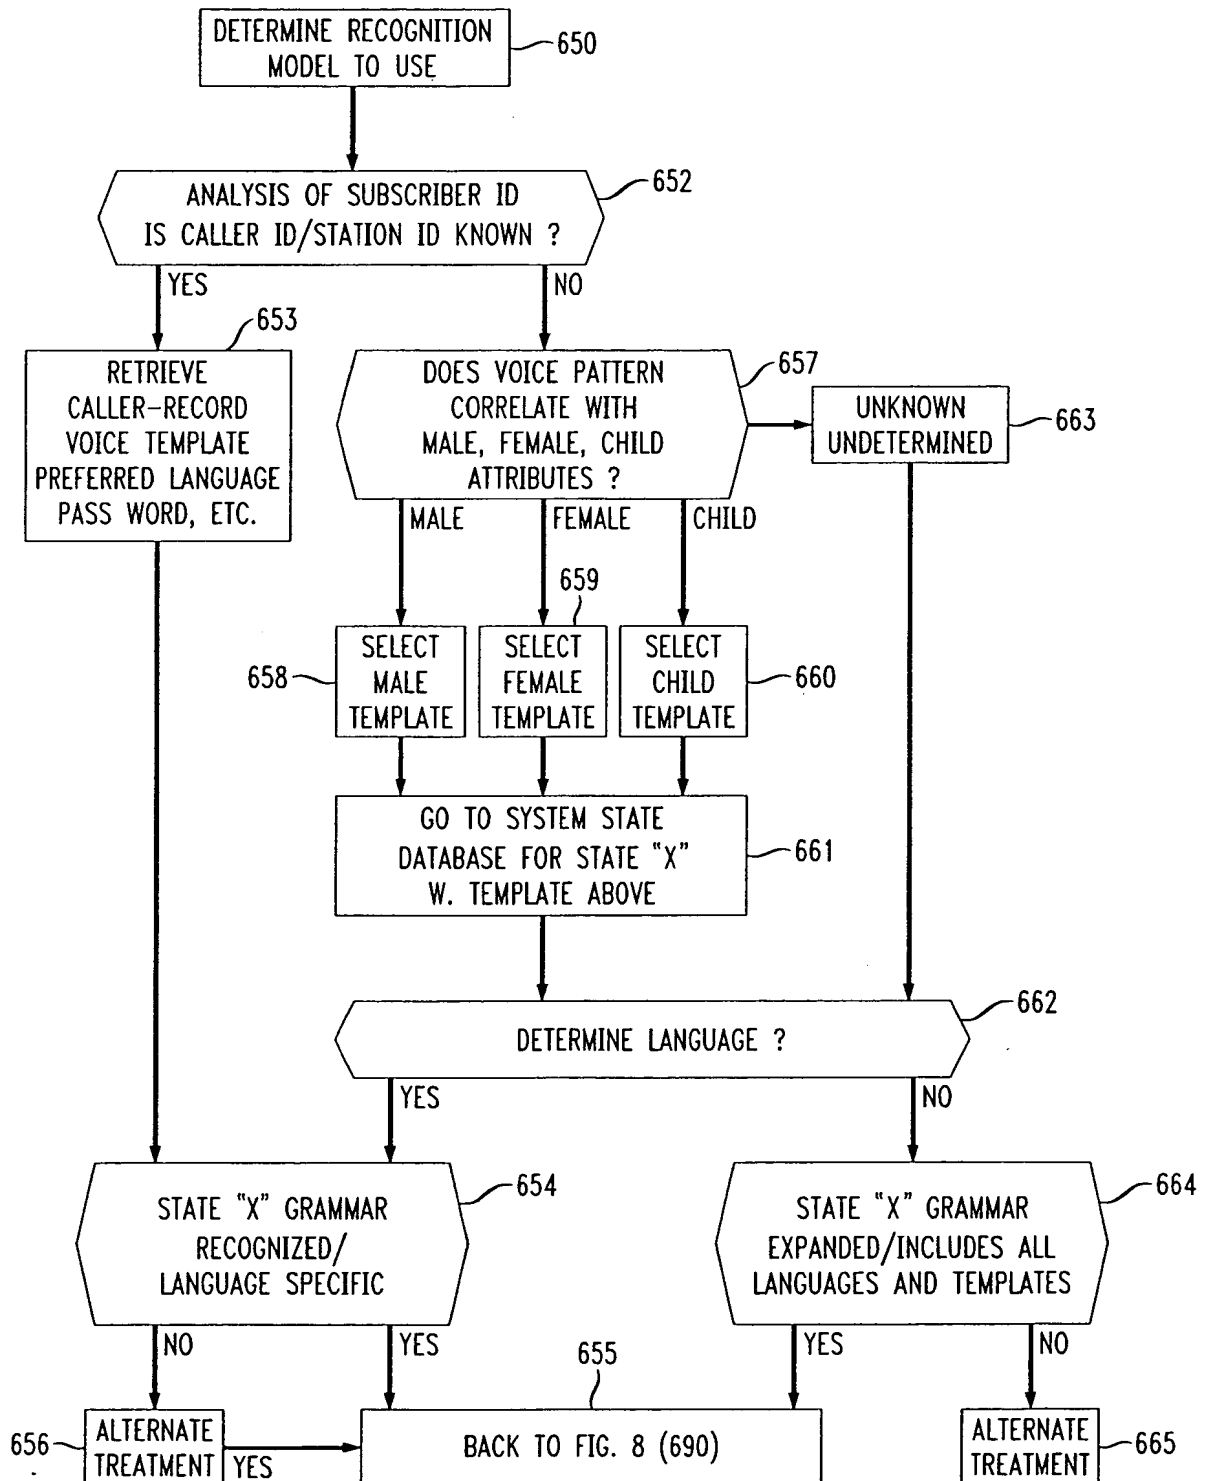 DETERMINE RECOGNITION
MODEL TO USE
650
ANALYSIS OF SUBSCRIBER ID
IS CALLER ID/STATION ID KNOWN ?
652
YES
NO
653
RETRIEVE
CALLER-RECORD
VOICE TEMPLATE
PREFERRED LANGUAGE
PASS WORD, ETC.
DOES VOICE PATTERN
CORRELATE WITH
MALE, FEMALE, CHILD
ATTRIBUTES ?
657
UNKNOWN
UNDETERMINED
663
MALE
FEMALE
CHILD
658
SELECT
MALE
TEMPLATE
659
SELECT
FEMALE
TEMPLATE
SELECT
CHILD
TEMPLATE
660
GO TO SYSTEM STATE
DATABASE FOR STATE "X"
W. TEMPLATE ABOVE
661
DETERMINE LANGUAGE ?
662
YES
NO
STATE "X" GRAMMAR
RECOGNIZED/
LANGUAGE SPECIFIC
654
STATE "X" GRAMMAR
EXPANDED/INCLUDES ALL
LANGUAGES AND TEMPLATES
664
NO
YES
655
YES
NO
656
ALTERNATE
TREATMENT
YES
BACK TO FIG. 8 (690)
ALTERNATE
TREATMENT
665